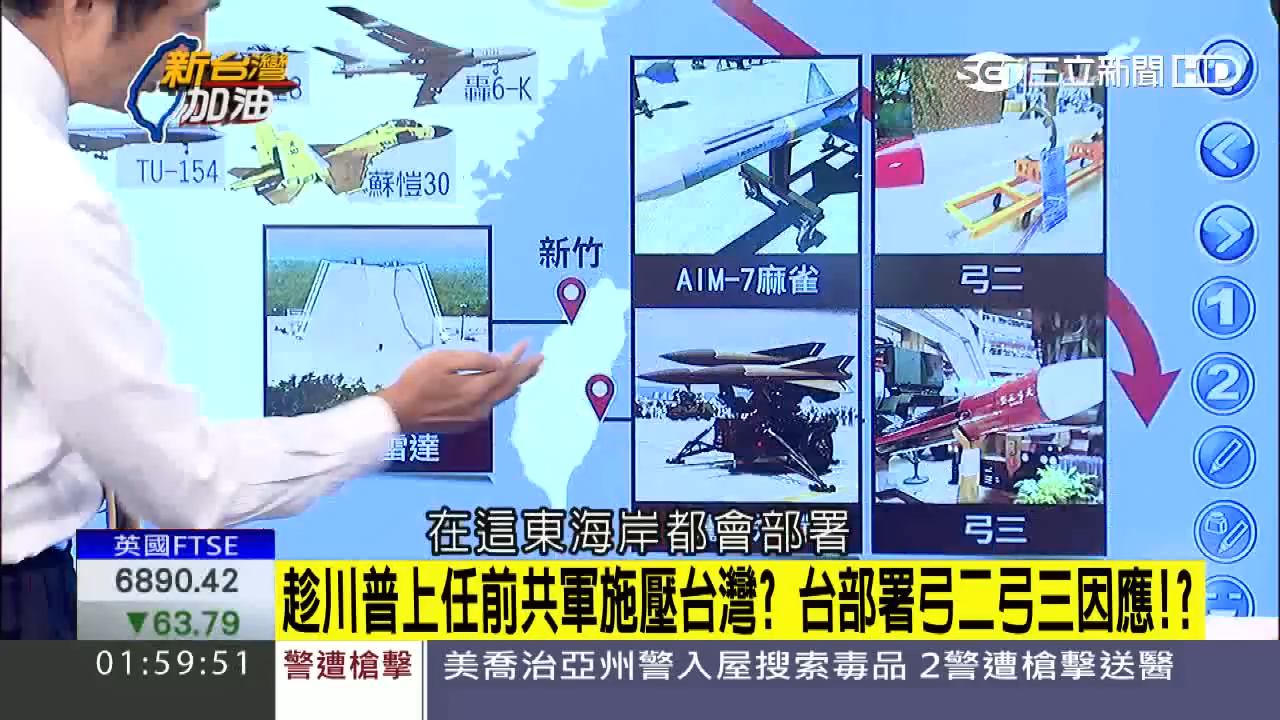 新台灣
加油
轟6-K
TU-154
蘇愷30
SET 三立新聞 HD
新竹
AIM-7麻雀
弓二
雷達
弓三
1
2
在這東海岸都會部署
英國FTSE
6890.42
▼63.79
趁川普上任前共軍施壓台灣? 台部署弓二弓三因應!?
01:59:51
警遭槍擊
美喬治亞州警入屋搜索毒品 2警遭槍擊送醫